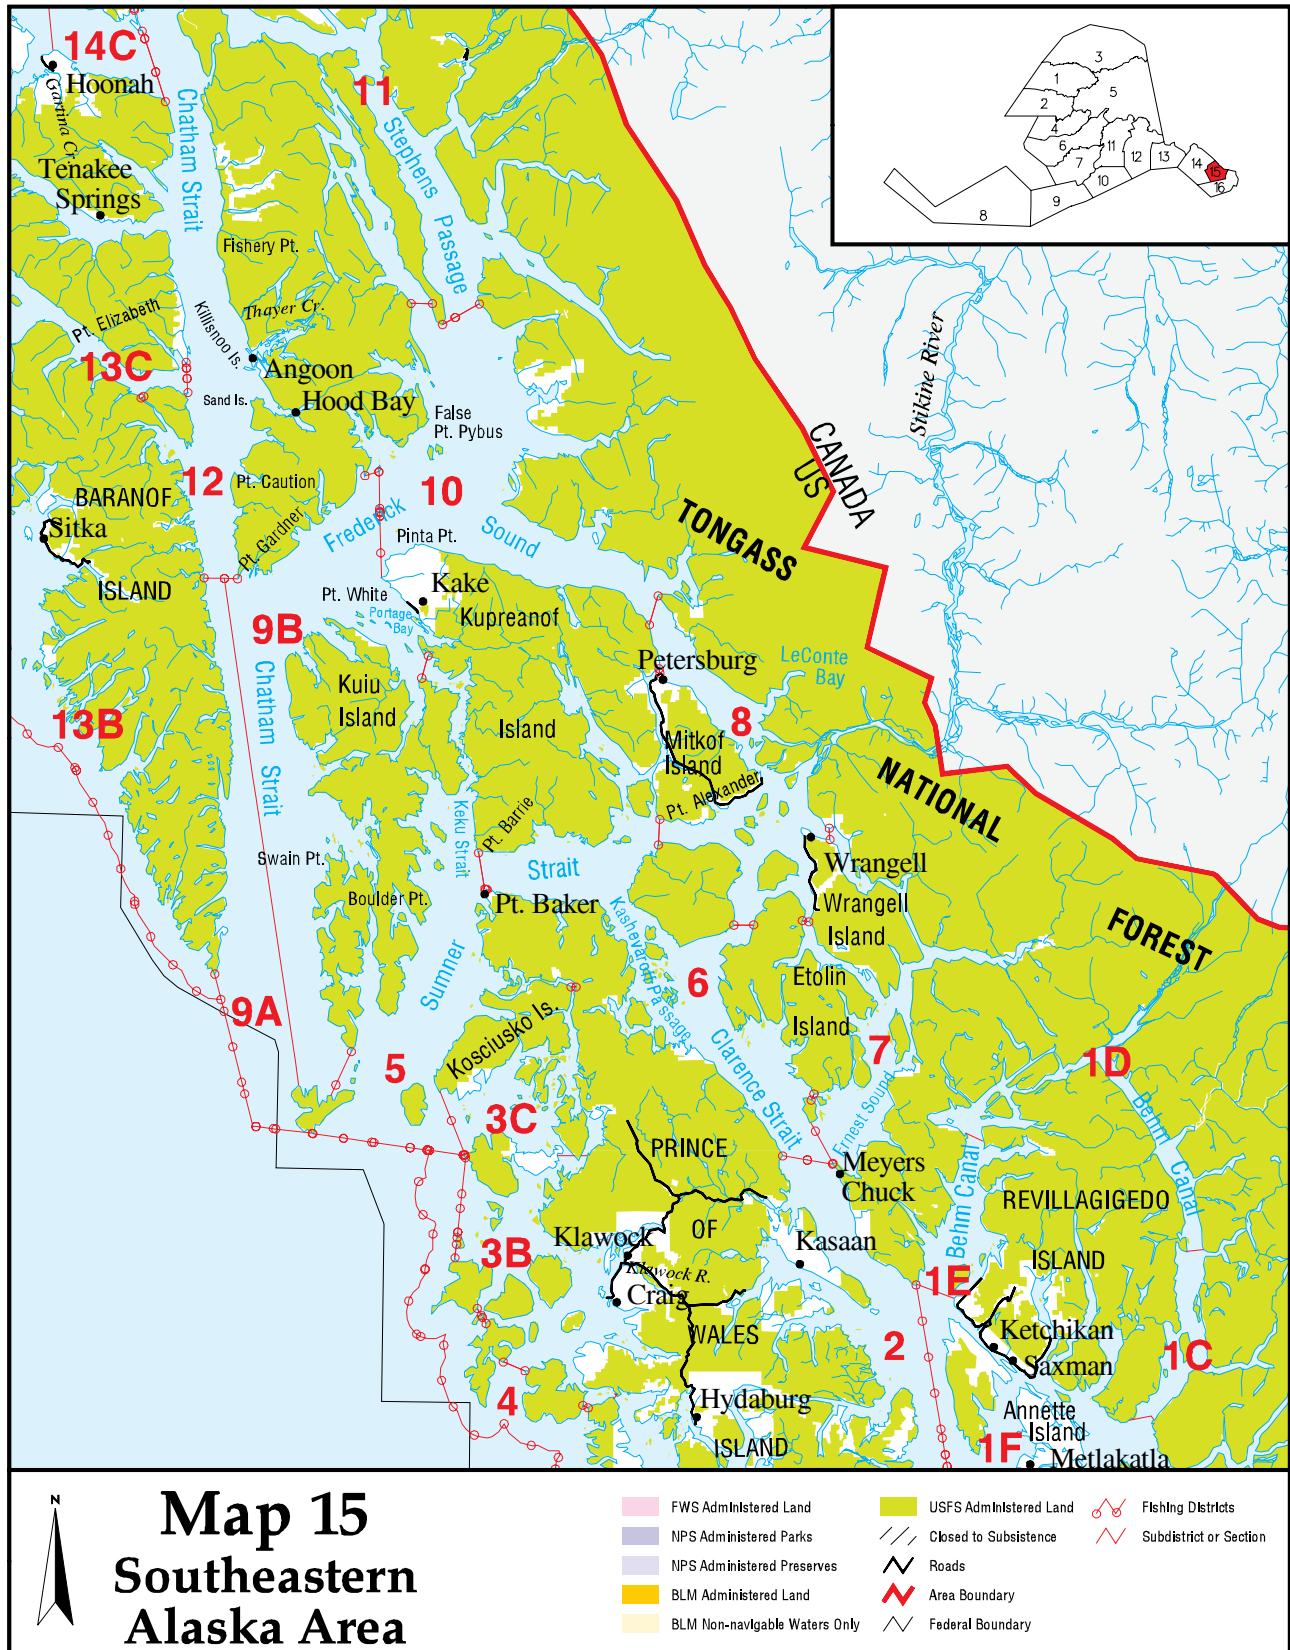 14C
Hoonah
Gartina Cr.
Tenakee
Springs
Chatham Strait
11
Stephens Passage
Fishery Pt.
Pt. Elizabeth
Killisnoo Is.
Thayer Cr.
13C
Angoon
Sand Is.
Hood Bay
False
Pt. Pybus
12
Pt. Caution
10
BARANOF
Sitka
Pt. Gardner
Frederick
Sound
Pinta Pt.
ISLAND
Pt. White
Kake
Portage
Bay
Kupreanof
9B
Chatham Strait
Kuiu
Island
Petersburg
LeConte
Bay
13B
Island
8
Mitkof
Island
Pt. Alexander
Keku Strait
Pt. Barrie
Swain Pt.
Strait
Wrangell
Boulder Pt.
Pt. Baker
Wrangell
Island
Kashevarof Passage
Sumner
6
Etolin
Island
9A
Kosciusko Is.
5
7
Clarence Strait
Ernest Sound
1D
3C
Behm Canal
PRINCE
Meyers
Chuck
Behm Canal
REVILLAGIGEDO
OF
Klawock
Kasaan
3B
Klawock R.
ISLAND
1E
Craig
Ketchikan
WALES
2
Saxman
1C
4
Hydaburg
Annette
Island
ISLAND
1F
Metlakatla
CANADA
US
Stikine River
TONGASS
NATIONAL
FOREST
3
1
5
2
4
6
11
7
12
13
14
15
16
10
9
8
N
Map 15
Southeastern
Alaska Area
FWS Administered Land
NPS Administered Parks
NPS Administered Preserves
BLM Administered Land
BLM Non-navigable Waters Only
USFS Administered Land
Closed to Subsistence
Roads
Area Boundary
Federal Boundary
Fishing Districts
Subdistrict or Section